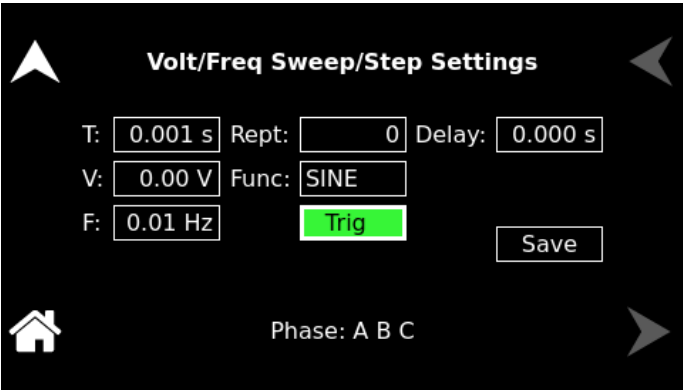 Volt/Freq Sweep/Step Settings
T: 0.001 s Rept: 0 Delay: 0.000 s
V: 0.00 V Func: SINE
F: 0.01 Hz Trig
Save
Phase: A B C